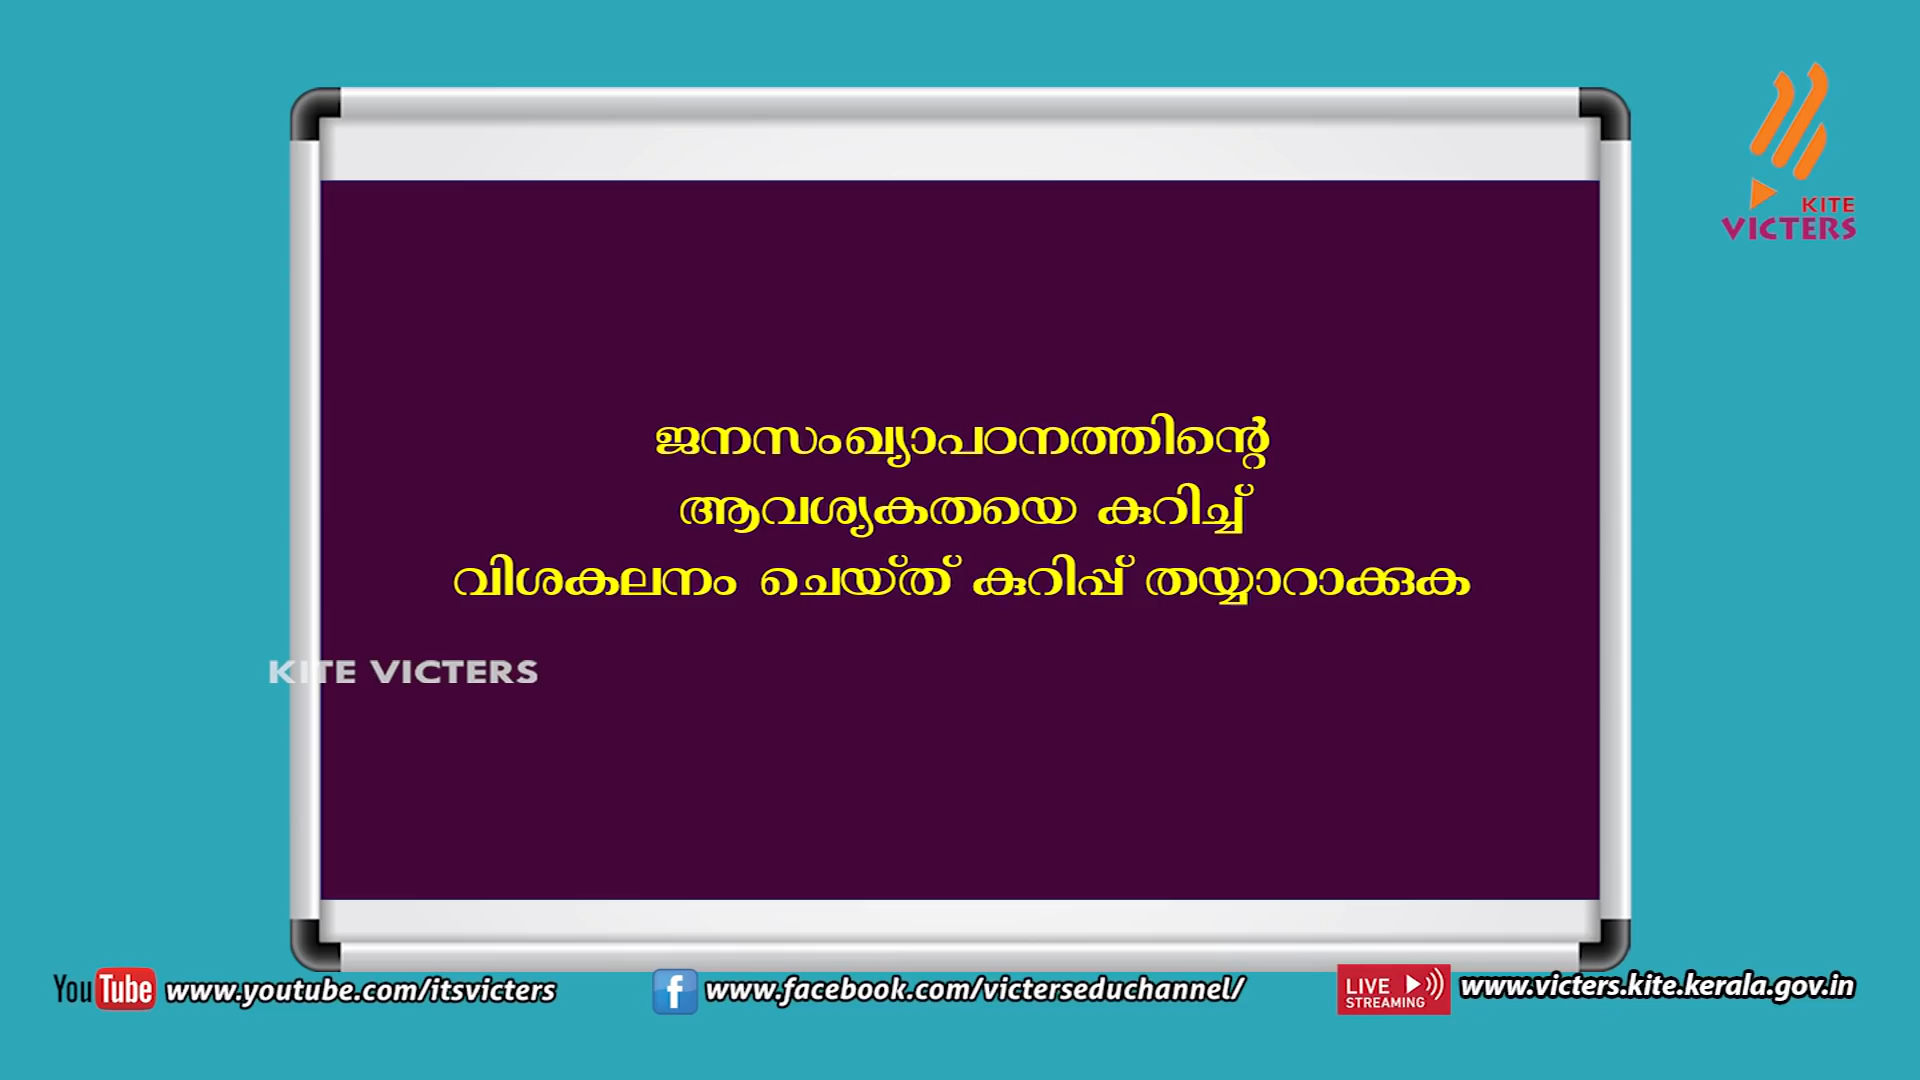 KITE
VICTERS
ജനസംഖ്യാപഠനത്തിന്റെ
ആവശ്യകതയെ കുറിച്ച്
വിശകലനം ചെയ്ത് കുറിപ്പ് തയ്യാറാക്കുക
KITE VICTERS
YouTube www.youtube.com/itsvicters
f www.facebook.com/victerseduchannel/
LIVE STREAMING www.victers.kite.kerala.gov.in